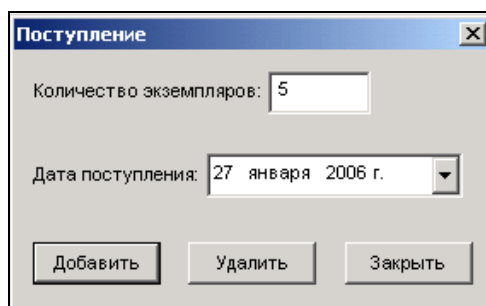 Поступление
Количество экземпляров: 5
Дата поступления: 27 января 2006 г.
Добавить Удалить Закрыть